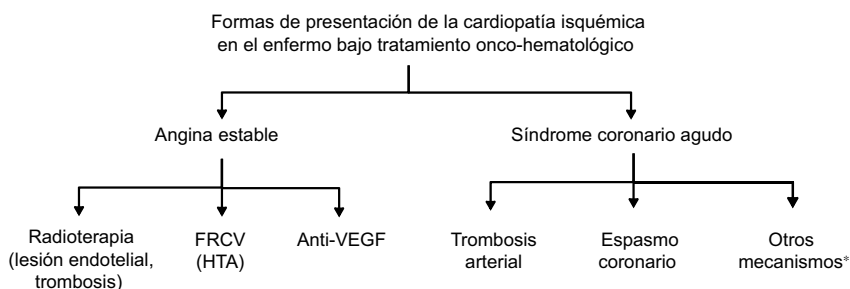 Formas de presentación de la cardiopatía isquémica
en el enfermo bajo tratamiento onco-hematológico
Angina estable
Síndrome coronario agudo
Radioterapia
(lesión endotelial,
trombosis)
FRCV
(HTA)
Anti-VEGF
Trombosis
arterial
Espasmo
coronario
Otros
mecanismos*